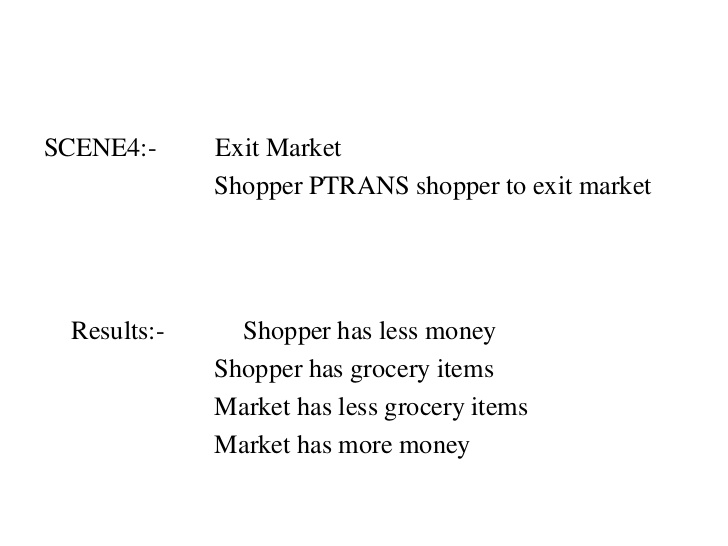 SCENE4:- Exit Market
Shopper PTRANS shopper to exit market
Results:- Shopper has less money
Shopper has grocery items
Market has less grocery items
Market has more money